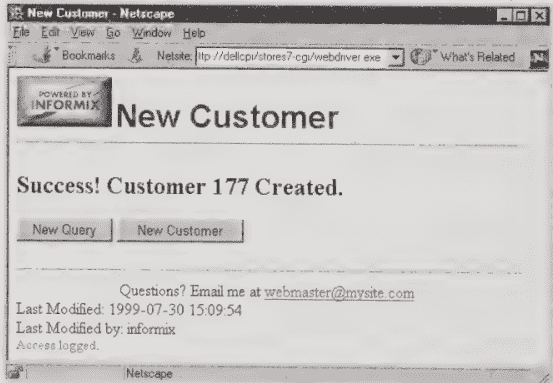 New Customer - Netscape
File Edit View Go Window Help
Bookmarks Netsite: ttp://dellcpi/stores7-cgi/webdriver.exe What's Related
POWERED BY
INFORMIX
New Customer
Success! Customer 177 Created.
New Query New Customer
Questions? Email me at webmaster@mysite.com
Last Modified: 1999-07-30 15:09:54
Last Modified by: informix
Access logged.
Netscape